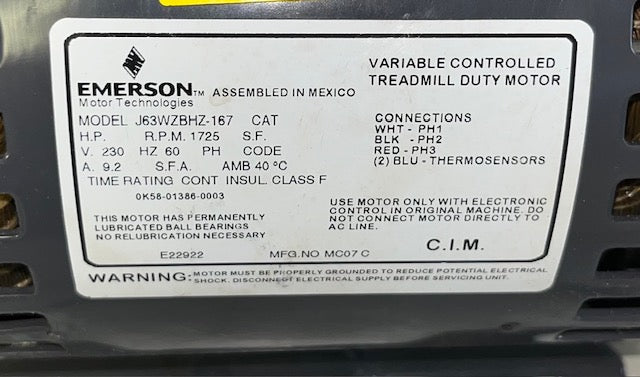 EMERSON™ ASSEMBLED IN MEXICO
Motor Technologies
MODEL J63WZBHZ-167 CAT
H.P. R.P.M. 1725 S.F.
V. 230 HZ 60 PH CODE
A. 9.2 S.F.A. AMB 40 °C
TIME RATING CONT INSUL. CLASS F
0K58-01386-0003
THIS MOTOR HAS PERMANENTLY
LUBRICATED BALL BEARINGS
NO RELUBRICATION NECESSARY
E22922 MFG.NO MC07 C
VARIABLE CONTROLLED
TREADMILL DUTY MOTOR
CONNECTIONS
WHT - PH1
BLK - PH2
RED - PH3
(2) BLU - THERMOSENSORS
USE MOTOR ONLY WITH ELECTRONIC
CONTROL IN ORIGINAL MACHINE. DO
NOT CONNECT MOTOR DIRECTLY TO
AC LINE.
C.I.M.
WARNING: MOTOR MUST BE PROPERLY GROUNDED TO REDUCE POTENTIAL ELECTRICAL
SHOCK. DISCONNECT ELECTRICAL SUPPLY BEFORE SERVICING UNIT.